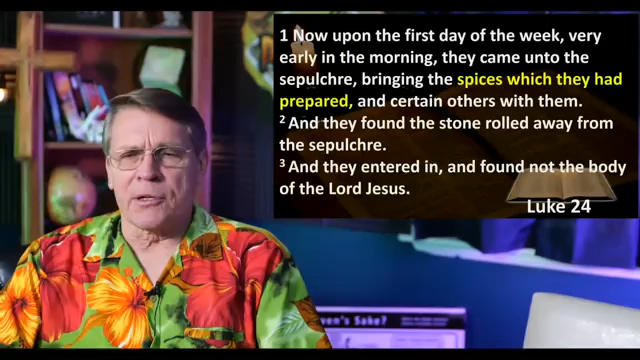 1 Now upon the first day of the week, very
early in the morning, they came unto the
sepulchre, bringing the spices which they had
prepared, and certain others with them.
2 And they found the stone rolled away from
the sepulchre.
3 And they entered in, and found not the body
of the Lord Jesus.
Luke 24
ven's Sake?